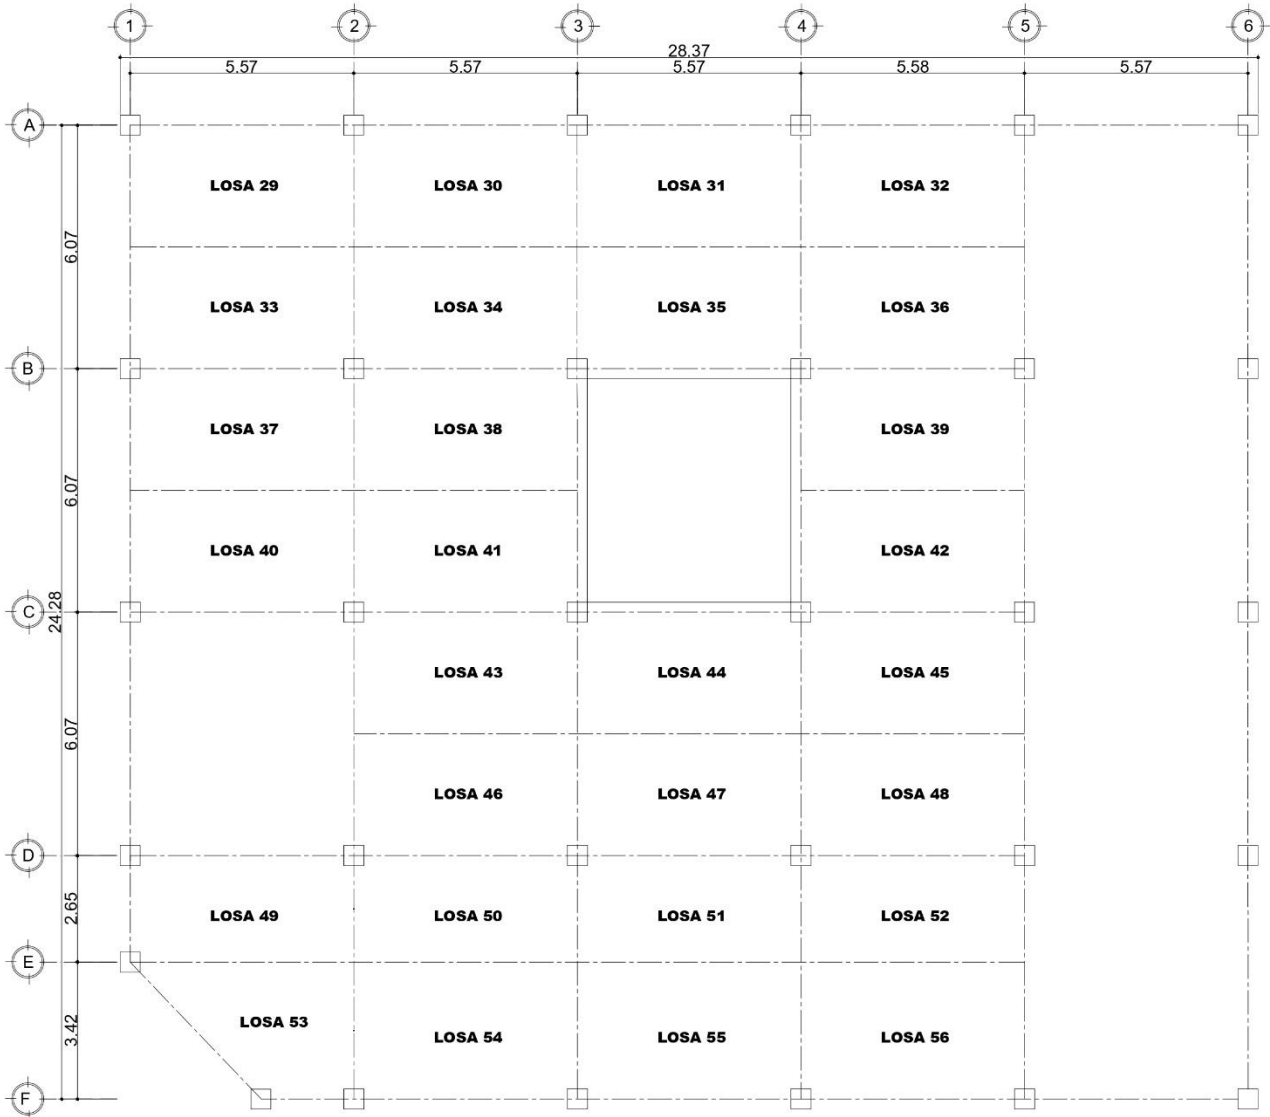 1 2 3 4 5 6
28.37
5.57 5.57 5.57 5.58 5.57
A
LOSA 29 LOSA 30 LOSA 31 LOSA 32
6.07
LOSA 33 LOSA 34 LOSA 35 LOSA 36
B
LOSA 37 LOSA 38 LOSA 39
6.07
LOSA 40 LOSA 41 LOSA 42
C
24.28
LOSA 43 LOSA 44 LOSA 45
6.07
LOSA 46 LOSA 47 LOSA 48
D
2.65
LOSA 49 LOSA 50 LOSA 51 LOSA 52
E
LOSA 53
3.42
LOSA 54 LOSA 55 LOSA 56
F